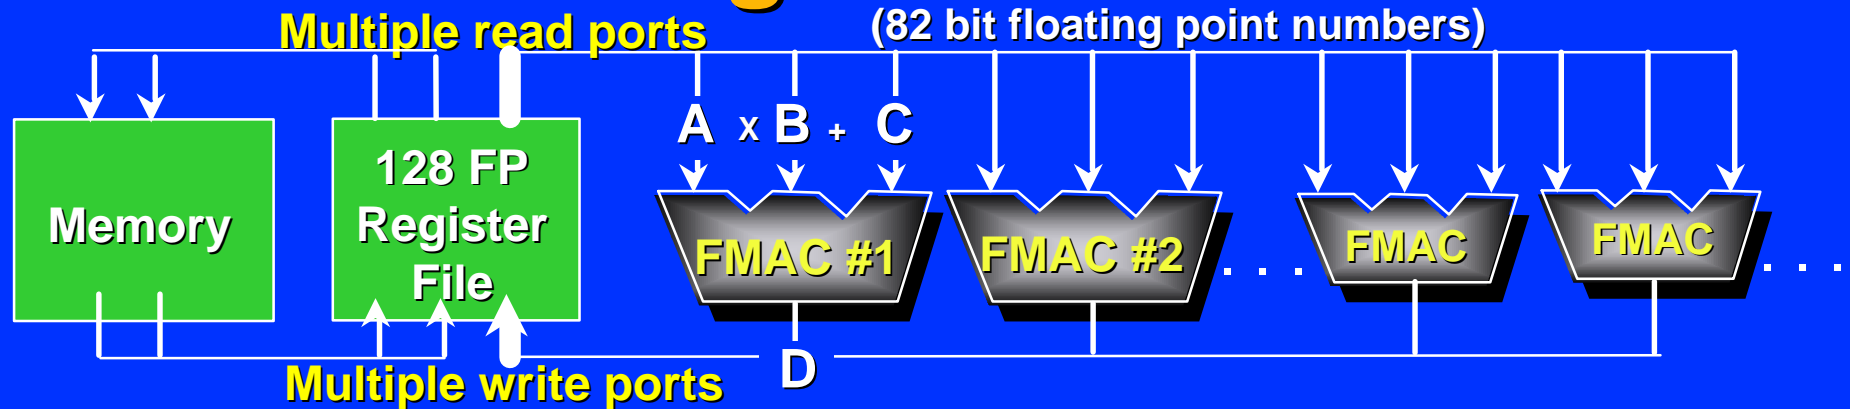 Multiple read ports
(82 bit floating point numbers)
A x B + C
Memory
128 FP
Register
File
FMAC #1
FMAC #2
. . .
FMAC
FMAC
. . .
D
Multiple write ports